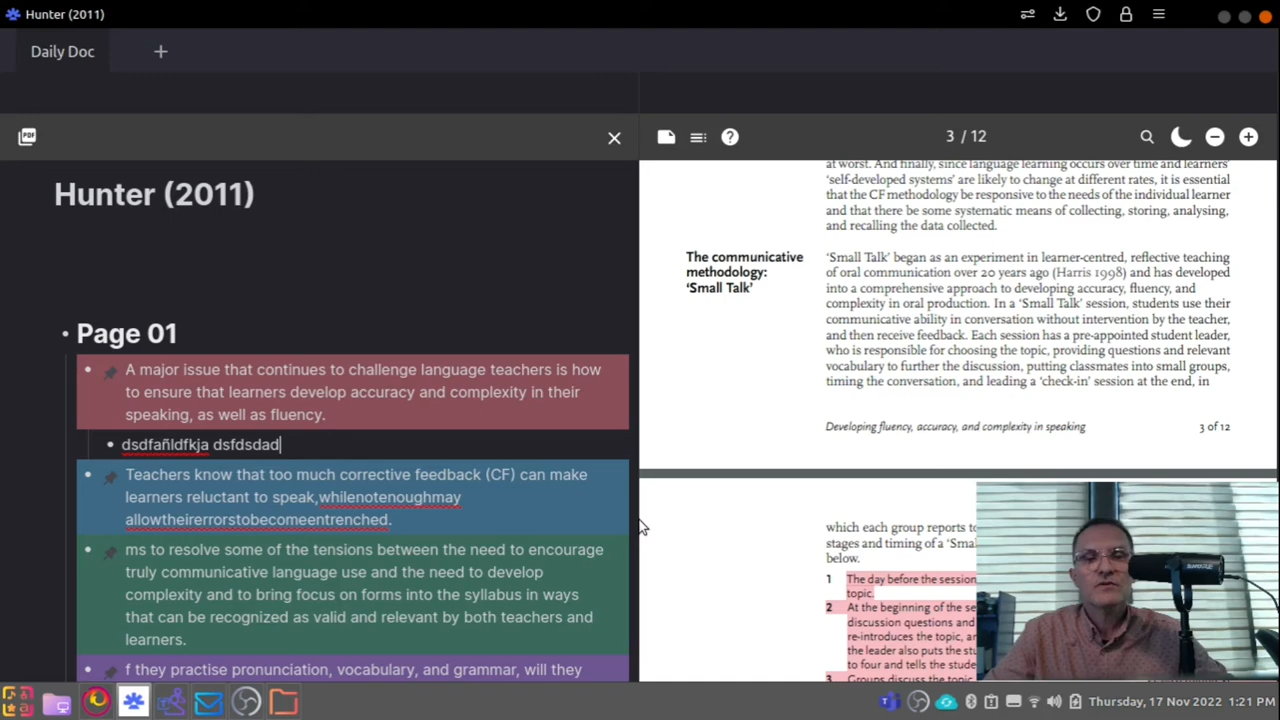 Hunter (2011)
Daily Doc
PDF
Hunter (2011)
• Page 01
• A major issue that continues to challenge language teachers is how
to ensure that learners develop accuracy and complexity in their
speaking, as well as fluency.
• dsdfañldfkja dsfdsdad
• Teachers know that too much corrective feedback (CF) can make
learners reluctant to speak,whilenotenoughmay
allowtheirerrorstobecomeentrenched.
• ms to resolve some of the tensions between the need to encourage
truly communicative language use and the need to develop
complexity and to bring focus on forms into the syllabus in ways
that can be recognized as valid and relevant by both teachers and
learners.
• f they practise pronunciation, vocabulary, and grammar, will they
3 / 12
at worst. And finally, since language learning occurs over time and learners'
'self-developed systems' are likely to change at different rates, it is essential
that the CF methodology be responsive to the needs of the individual learner
and that there be some systematic means of collecting, storing, analysing,
and recalling the data collected.
The communicative
methodology:
'Small Talk'
'Small Talk' began as an experiment in learner-centred, reflective teaching
of oral communication over 20 years ago (Harris 1998) and has developed
into a comprehensive approach to developing accuracy, fluency, and
complexity in oral production. In a 'Small Talk' session, students use their
communicative ability in conversation without intervention by the teacher,
and then receive feedback. Each session has a pre-appointed student leader,
who is responsible for choosing the topic, providing questions and relevant
vocabulary to further the discussion, putting classmates into small groups,
timing the conversation, and leading a 'check-in' session at the end, in
Developing fluency, accuracy, and complexity in speaking
3 of 12
which each group reports to
stages and timing of a 'Sma
below.
1 The day before the session
topic.
2 At the beginning of the se
discussion questions and
re-introduces the topic, an
the leader also puts the stu
to four and tells the stude
3 Groups discuss the topic
Thursday, 17 Nov 2022 1:21 PM